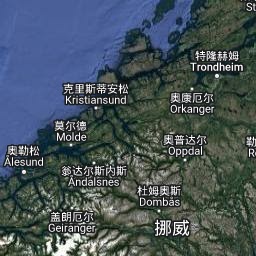 St
特隆赫姆
Trondheim
克里斯蒂安松
Kristiansund
奥康厄尔
Orkanger
莫尔德
Molde
奥普达尔
Oppdal
奥勒松
Ålesund
翁达尔斯内斯
Åndalsnes
杜姆奥斯
Dombås
盖朗厄尔
Geiranger
挪威